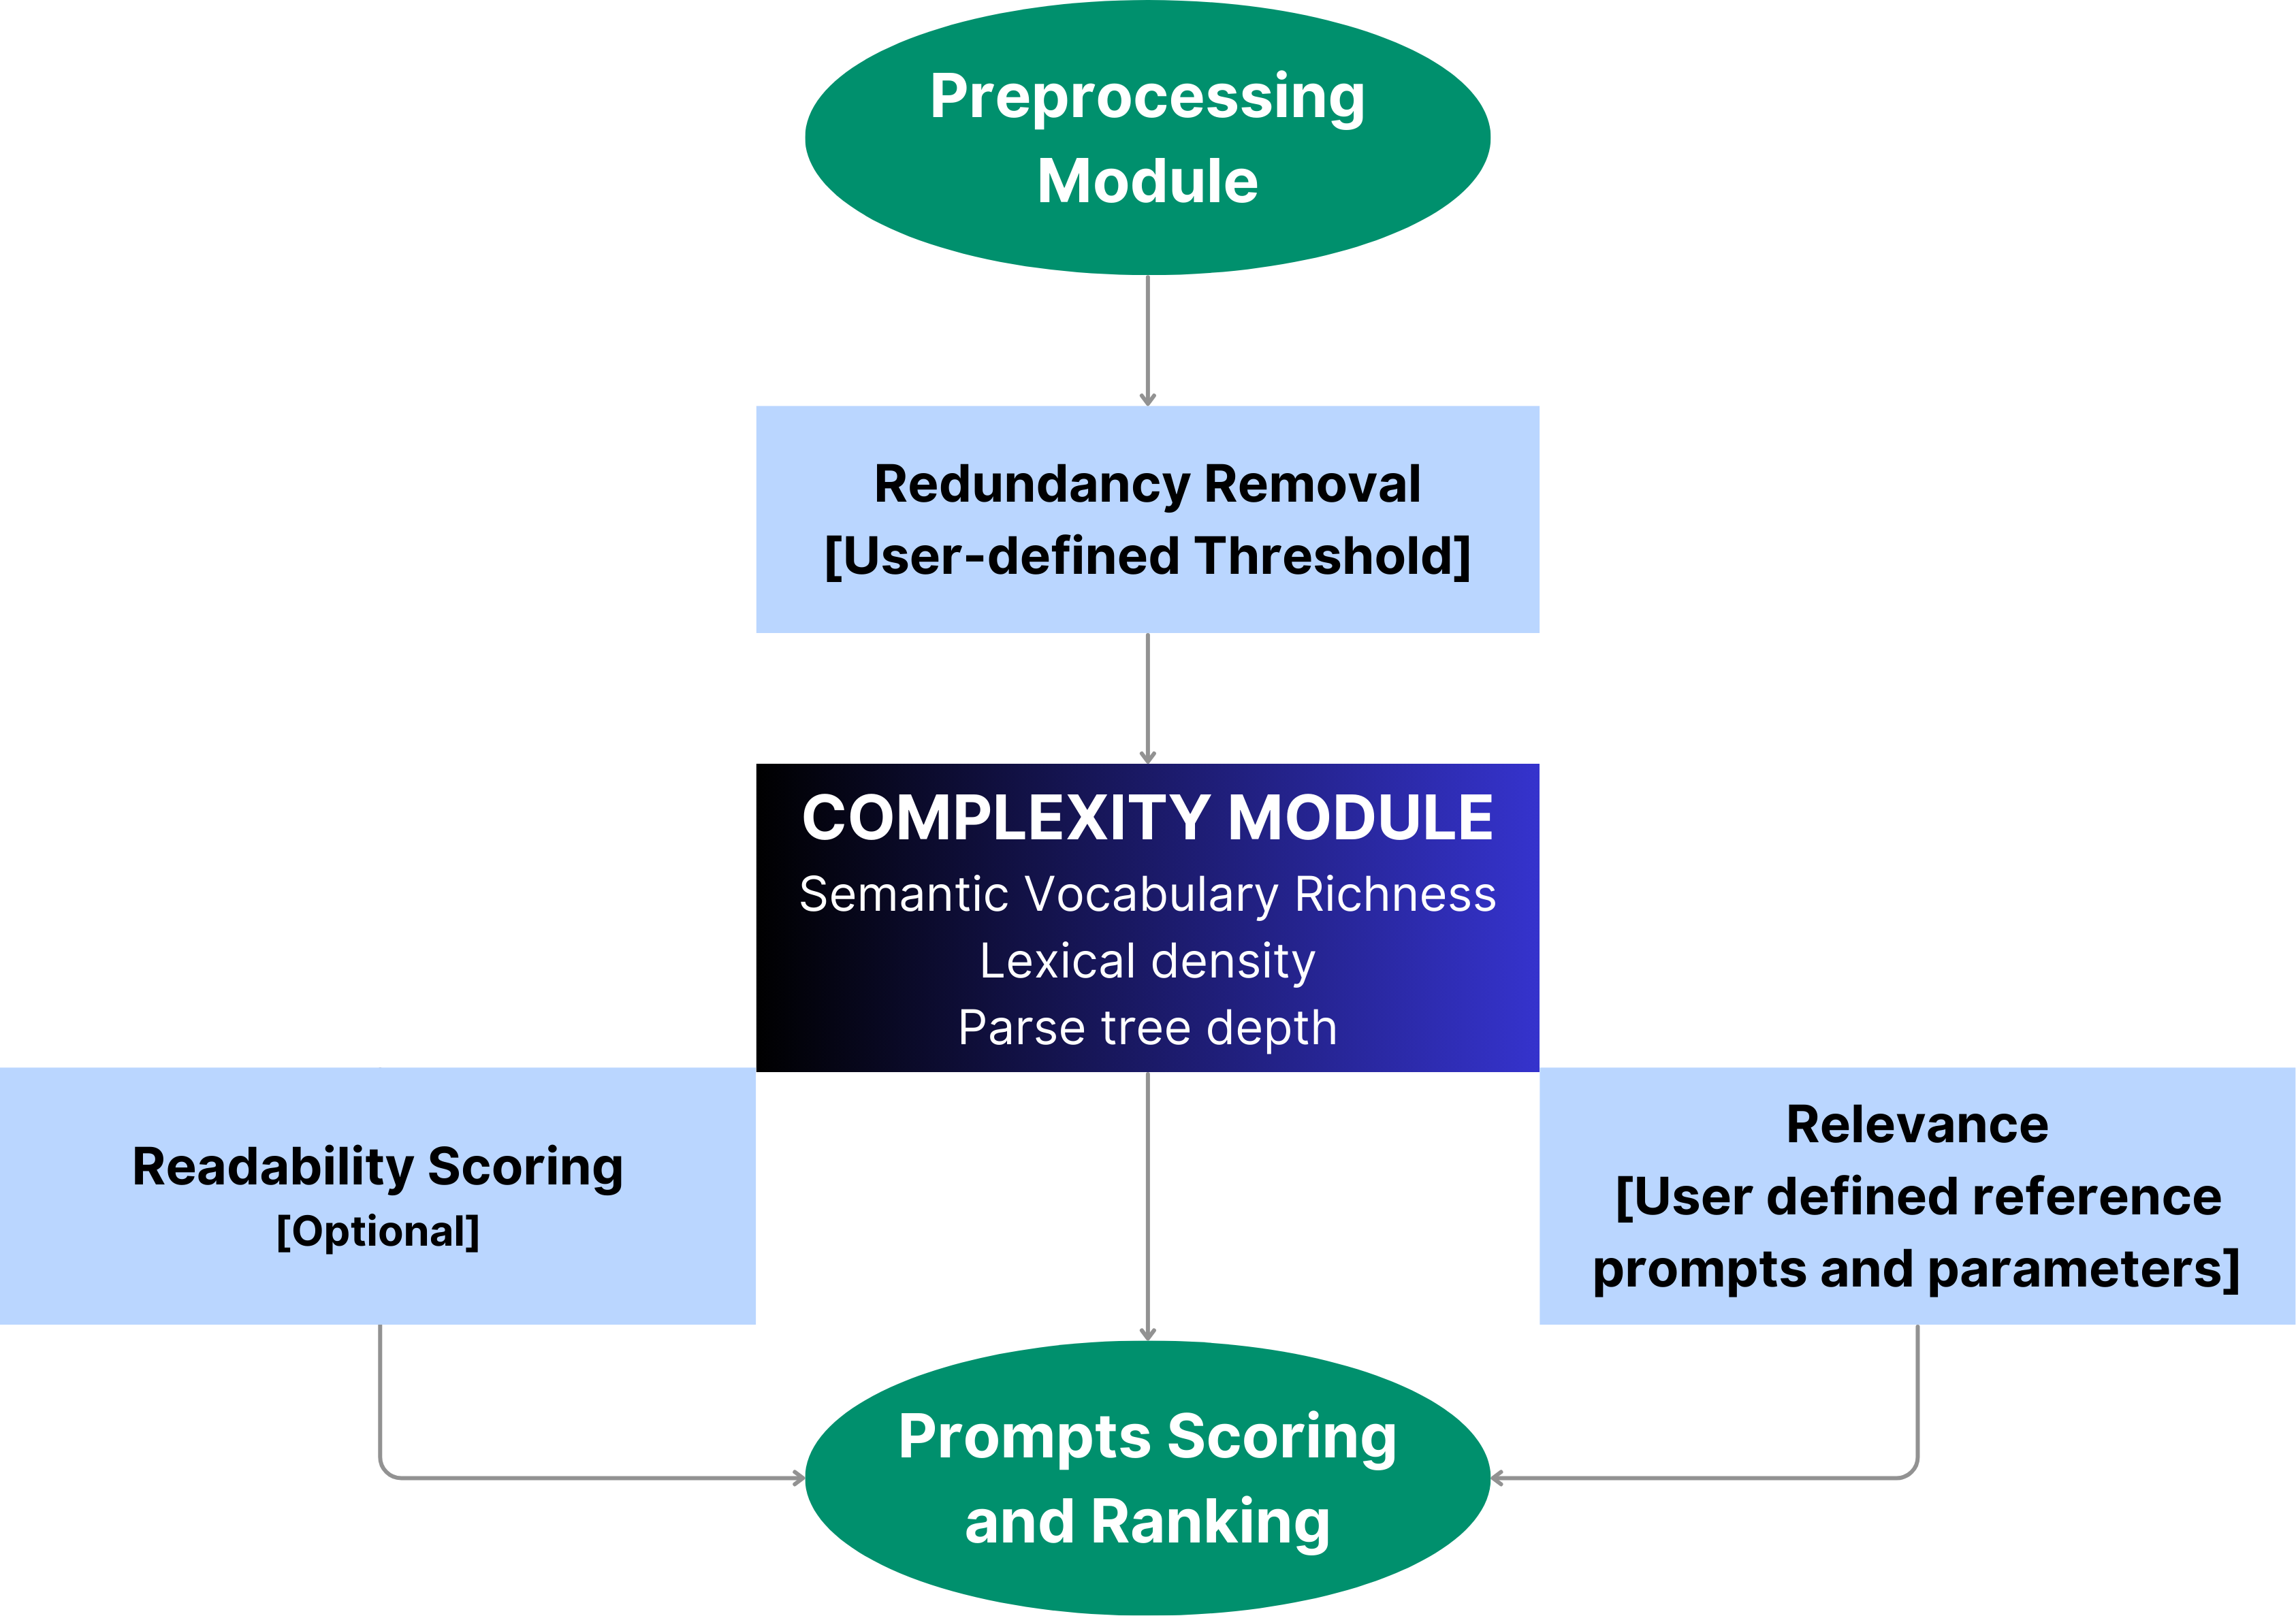 Preprocessing
Module
Redundancy Removal
[User-defined Threshold]
COMPLEXITY MODULE
Semantic Vocabulary Richness
Lexical density
Parse tree depth
Readability Scoring
[Optional]
Relevance
[User defined reference
prompts and parameters]
Prompts Scoring
and Ranking